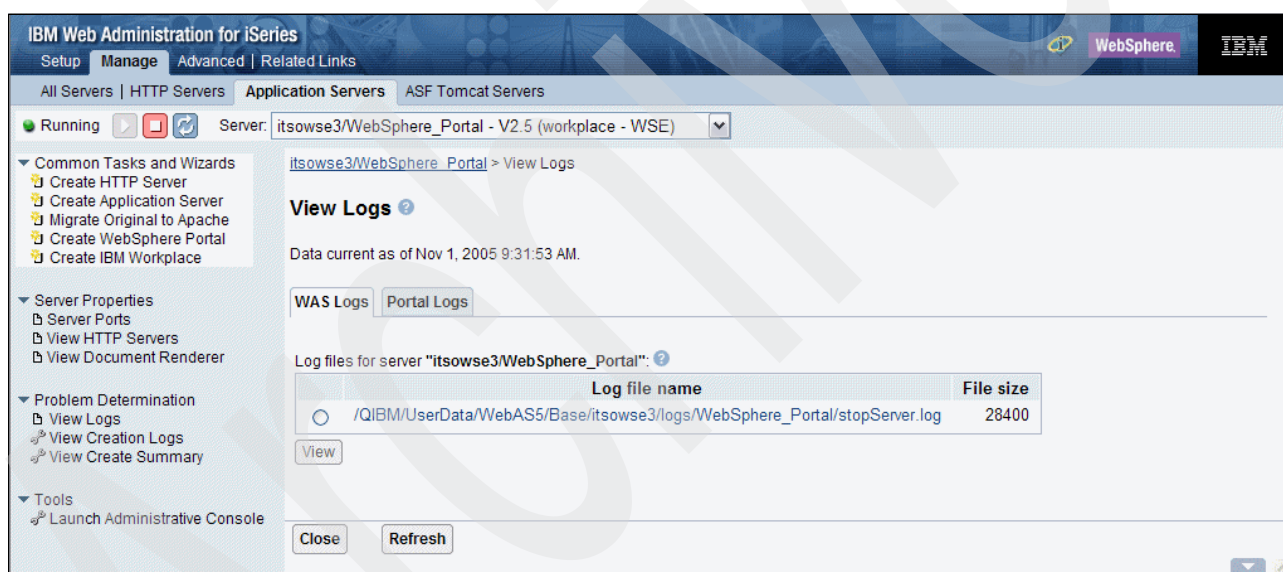 IBM Web Administration for iSeries
WebSphere.
IBM
Setup Manage Advanced | Related Links
All Servers | HTTP Servers Application Servers ASF Tomcat Servers
Running Server: itsowse3/WebSphere_Portal - V2.5 (workplace - WSE)
Common Tasks and Wizards
Create HTTP Server
Create Application Server
Migrate Original to Apache
Create WebSphere Portal
Create IBM Workplace
Server Properties
Server Ports
View HTTP Servers
View Document Renderer
Problem Determination
View Logs
View Creation Logs
View Create Summary
Tools
Launch Administrative Console
itsowse3/WebSphere_Portal > View Logs
View Logs ?
Data current as of Nov 1, 2005 9:31:53 AM.
WAS Logs Portal Logs
Log files for server "itsowse3/WebSphere_Portal": ?
Log file name File size
/QIBM/UserData/WebAS5/Base/itsowse3/logs/WebSphere_Portal/stopServer.log 28400
View
Close Refresh